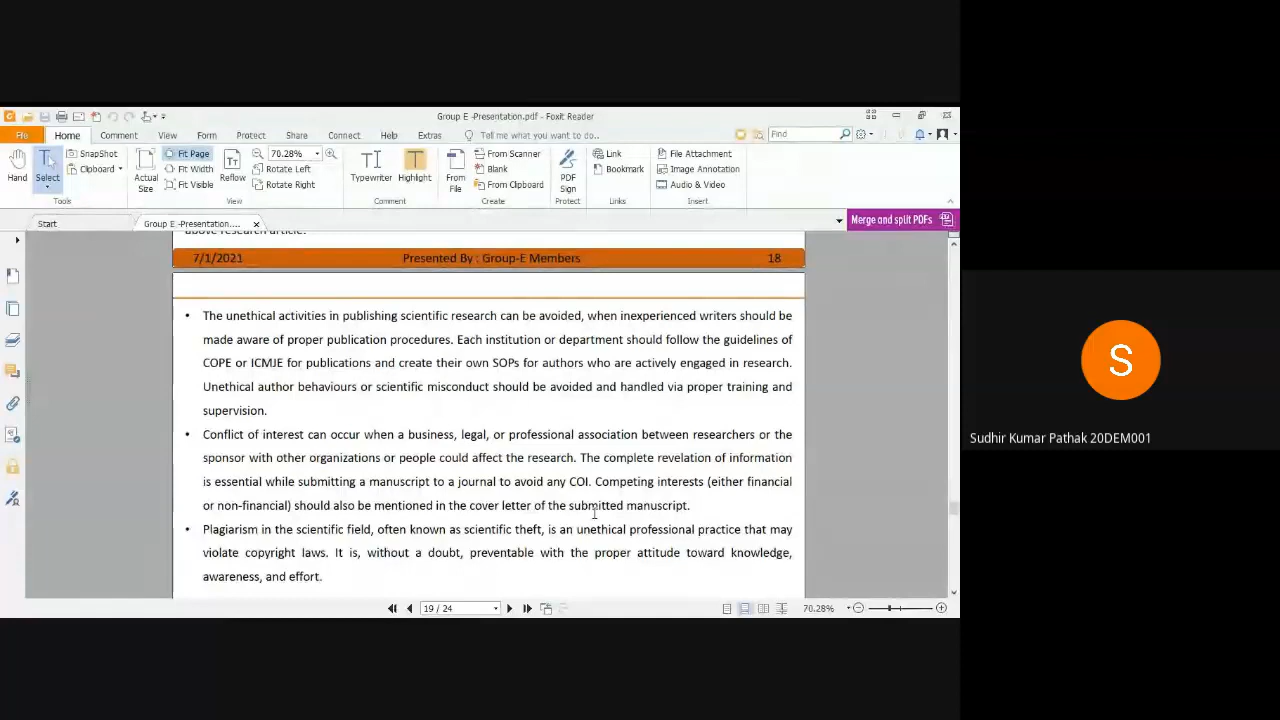 Group E -Presentation.pdf - Foxit Reader
File Home Comment View Form Protect Share Connect Help Extras Tell me what you want to do.. Find
Hand
Select
Tools
SnapShot
Clipboard
Actual Size
Fit Page
Fit Width
Fit Visible
Reflow
70.28%
Rotate Left
Rotate Right
View
Typewriter
Highlight
Comment
From File
From Scanner
Blank
From Clipboard
Create
PDF Sign
Protect
Link
Bookmark
Links
File Attachment
Image Annotation
Audio & Video
Insert
Start Group E -Presentation.... Merge and split PDFs
above research article.
7/1/2021 Presented By : Group-E Members 18
• The unethical activities in publishing scientific research can be avoided, when inexperienced writers should be
made aware of proper publication procedures. Each institution or department should follow the guidelines of
COPE or ICMJE for publications and create their own SOPs for authors who are actively engaged in research.
Unethical author behaviours or scientific misconduct should be avoided and handled via proper training and
supervision.
• Conflict of interest can occur when a business, legal, or professional association between researchers or the
sponsor with other organizations or people could affect the research. The complete revelation of information
is essential while submitting a manuscript to a journal to avoid any COI. Competing interests (either financial
or non-financial) should also be mentioned in the cover letter of the submitted manuscript.
• Plagiarism in the scientific field, often known as scientific theft, is an unethical professional practice that may
violate copyright laws. It is, without a doubt, preventable with the proper attitude toward knowledge,
awareness, and effort.
19 / 24 70.28%
S
Sudhir Kumar Pathak 20DEM001